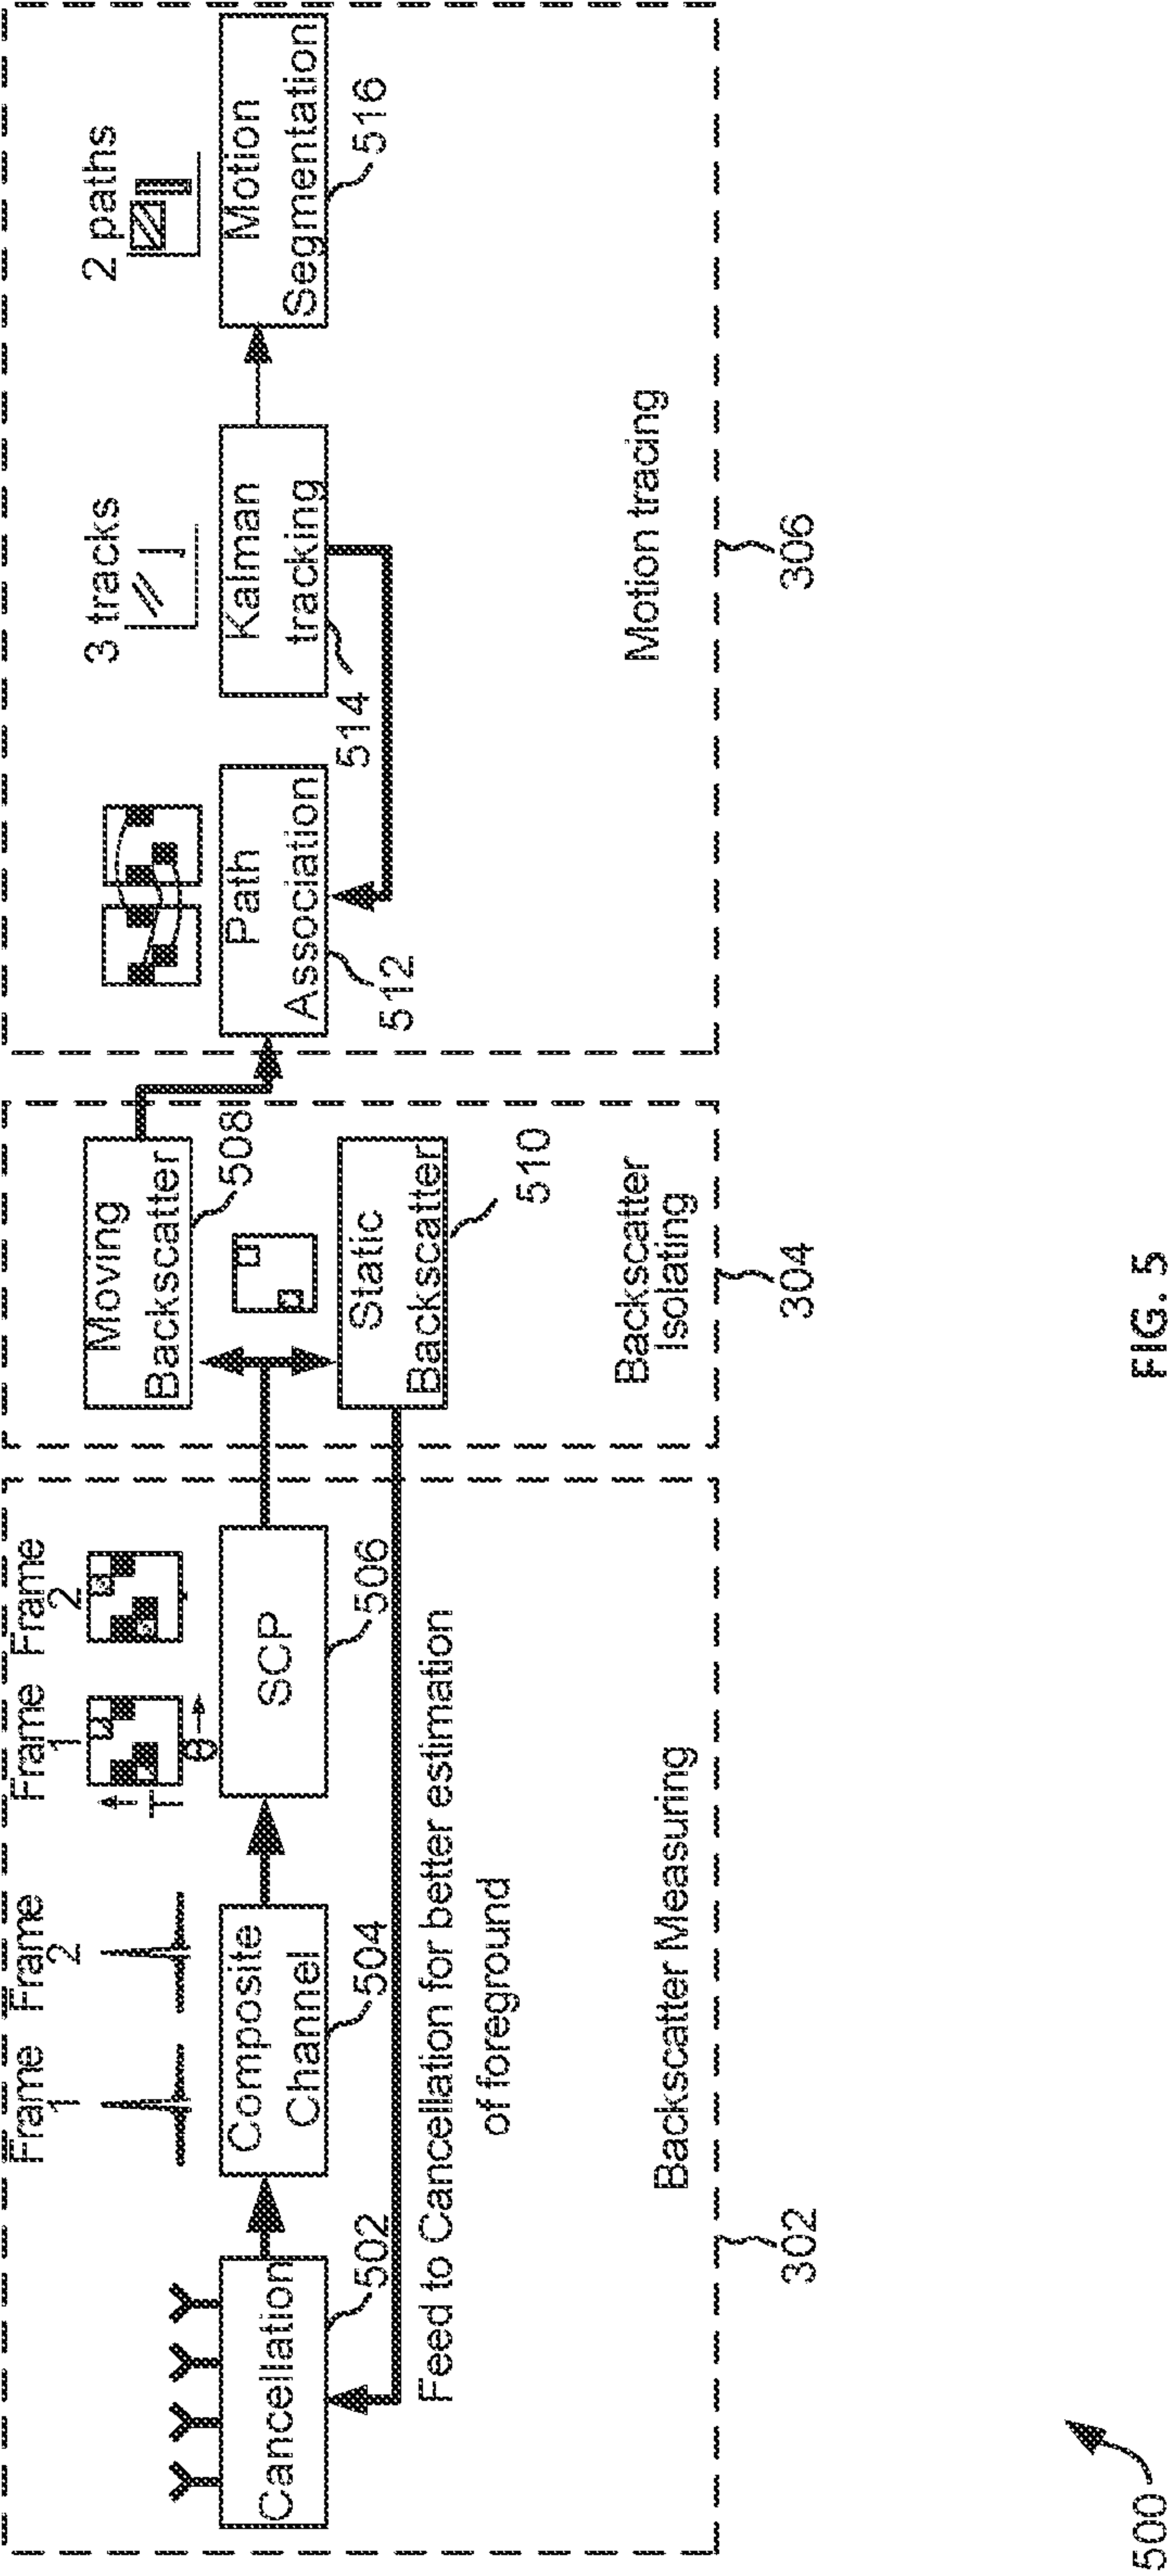 Frame
1
Frame
2
Frame
1
Frame
2
T
θ
Cancellation
502
Composite
Channel
504
SCP
506
Feed to Cancellation for better estimation
of foreground
Backscatter Measuring
302
Moving
Backscatter
508
Static
Backscatter
510
Backscatter
Isolating
304
Path
Association
512
3 tracks
Kalman
tracking
514
2 paths
Motion
Segmentation
516
Motion tracing
306
500
FIG. 5